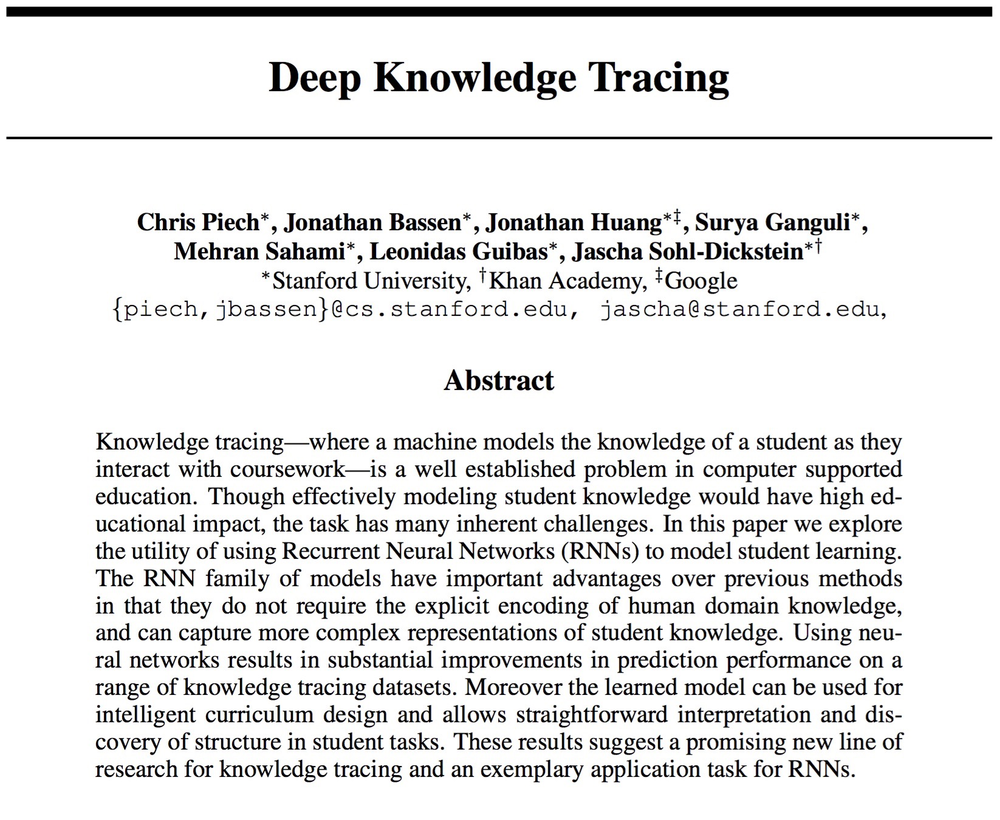 Deep Knowledge Tracing
Chris Piech*, Jonathan Bassen*, Jonathan Huang*‡, Surya Ganguli*,
Mehran Sahami*, Leonidas Guibas*, Jascha Sohl-Dickstein*†
*Stanford University, †Khan Academy, ‡Google
{piech,jbassen}@cs.stanford.edu, jascha@stanford.edu,
Abstract
Knowledge tracing—where a machine models the knowledge of a student as they
interact with coursework—is a well established problem in computer supported
education. Though effectively modeling student knowledge would have high ed-
ucational impact, the task has many inherent challenges. In this paper we explore
the utility of using Recurrent Neural Networks (RNNs) to model student learning.
The RNN family of models have important advantages over previous methods
in that they do not require the explicit encoding of human domain knowledge,
and can capture more complex representations of student knowledge. Using neu-
ral networks results in substantial improvements in prediction performance on a
range of knowledge tracing datasets. Moreover the learned model can be used for
intelligent curriculum design and allows straightforward interpretation and dis-
covery of structure in student tasks. These results suggest a promising new line of
research for knowledge tracing and an exemplary application task for RNNs.